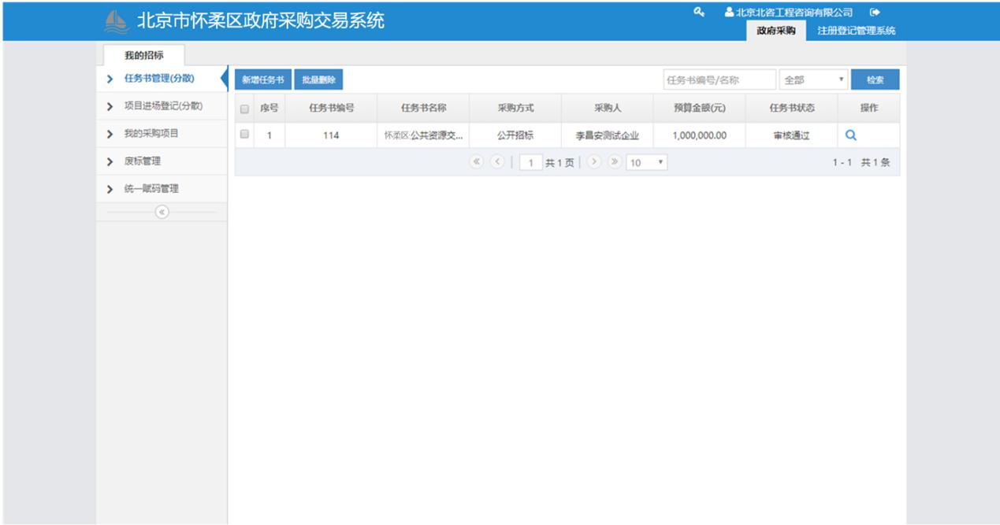 北京市怀柔区政府采购交易系统
北京北咨工程咨询有限公司
政府采购 注册登记管理系统
我的招标
任务书管理(分散)
项目进场登记(分散)
我的采购项目
废标管理
统一赋码管理
新增任务书 批量删除 任务书编号/名称 全部 检索
序号 任务书编号 任务书名称 采购方式 采购人 预算金额(元) 任务书状态 操作
1 114 怀柔区公共资源交... 公开招标 李昌安测试企业 1,000,000.00 审核通过
1 共 1 页 10 1 - 1 共 1 条